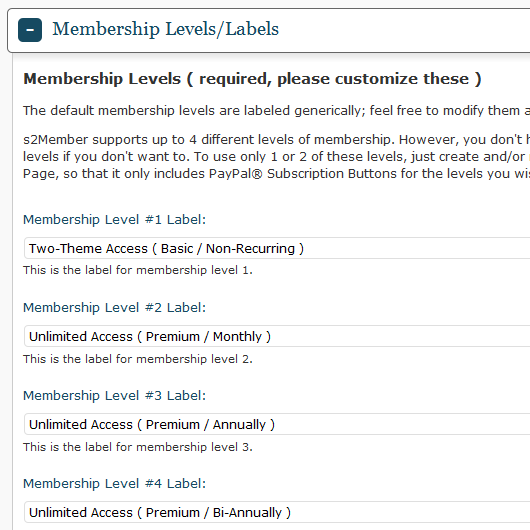 Membership Levels/Labels
Membership Levels ( required, please customize these )
The default membership levels are labeled generically; feel free to modify them
s2Member supports up to 4 different levels of membership. However, you don't
levels if you don't want to. To use only 1 or 2 of these levels, just create and/or
Page, so that it only includes PayPal® Subscription Buttons for the levels you
Membership Level #1 Label:
Two-Theme Access ( Basic / Non-Recurring )
This is the label for membership level 1.
Membership Level #2 Label:
Unlimited Access ( Premium / Monthly )
This is the label for membership level 2.
Membership Level #3 Label:
Unlimited Access ( Premium / Annually )
This is the label for membership level 3.
Membership Level #4 Label:
Unlimited Access ( Premium / Bi-Annually )